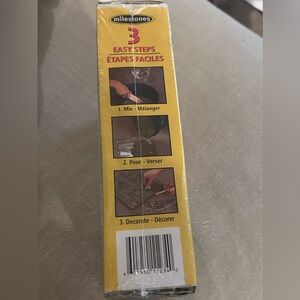 milestones
3
EASY STEPS
ÉTAPES FACILES
1. Mix - Mélanger
2. Pour - Verser
3. Decorate - Décorer